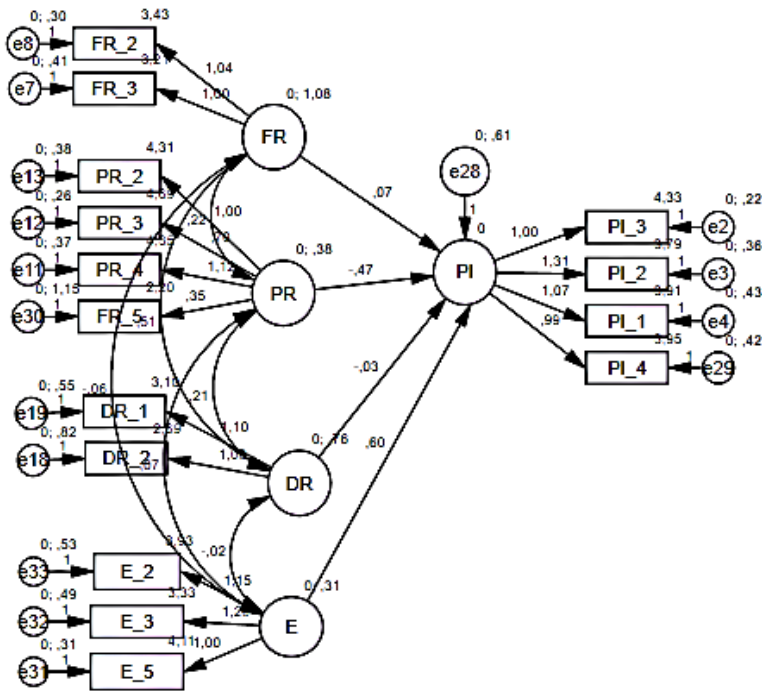 0; ,30
3,43
e8
1
FR_2
0; ,41
e7
1
FR_3
1,04
1,00
0; 1,08
FR
0; ,38
4,31
e13
1
PR_2
0; ,26
e12
1
PR_3
,22
1,00
0; ,37
e11
1
PR_4
1,12
0; ,38
PR
0; 1,15
2,20
e30
1
FR_5
,35
,51
0; ,61
e28
1
,07
0
PI
-,47
4,33
0; ,22
1,00
PI_3
1
e2
0; ,36
1,31
PI_2
1
e3
0; ,43
1,07
PI_1
1
e4
,99
3,95
0; ,42
PI_4
1
e29
-,03
,60
0; ,55
-,06
3,10
,21
e19
1
DR_1
1,10
0; ,82
e18
1
DR_2
0; ,76
DR
0; ,53
-,02
e33
1
E_2
1,15
0; ,49
3,33
e32
1
E_3
0; ,31
E
0; ,31
4,11
1,00
e31
1
E_5